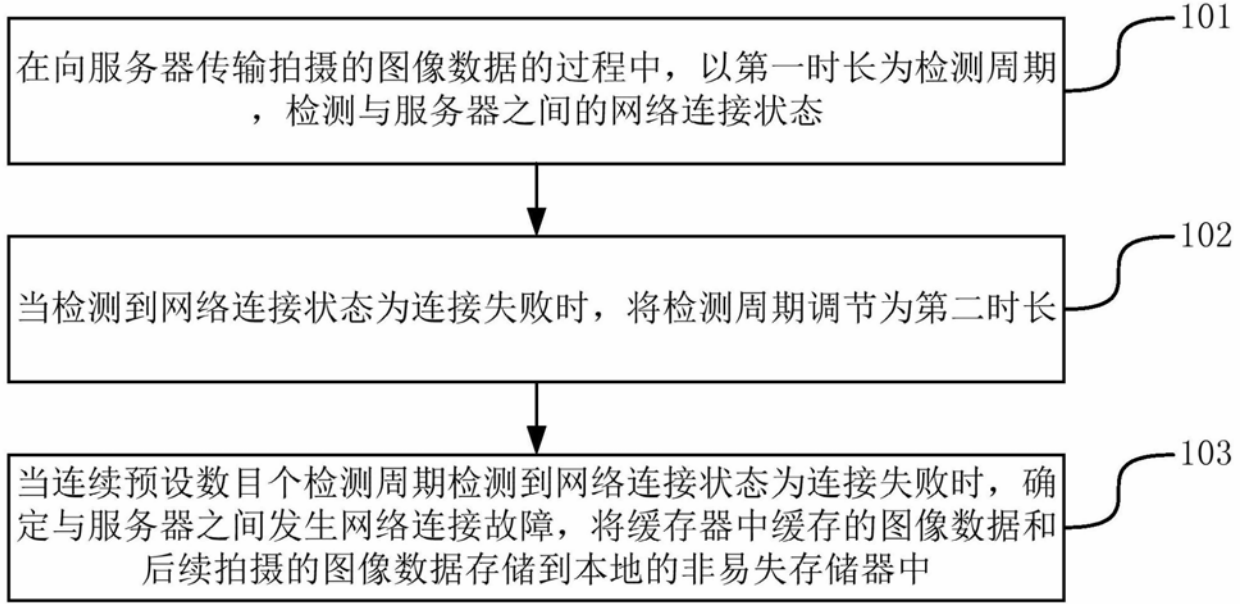 101
在向服务器传输拍摄的图像数据的过程中，以第一时长为检测周期
，检测与服务器之间的网络连接状态
102
当检测到网络连接状态为连接失败时，将检测周期调节为第二时长
103
当连续预设数目个检测周期检测到网络连接状态为连接失败时，确
定与服务器之间发生网络连接故障，将缓存器中缓存的图像数据和
后续拍摄的图像数据存储到本地的非易失存储器中